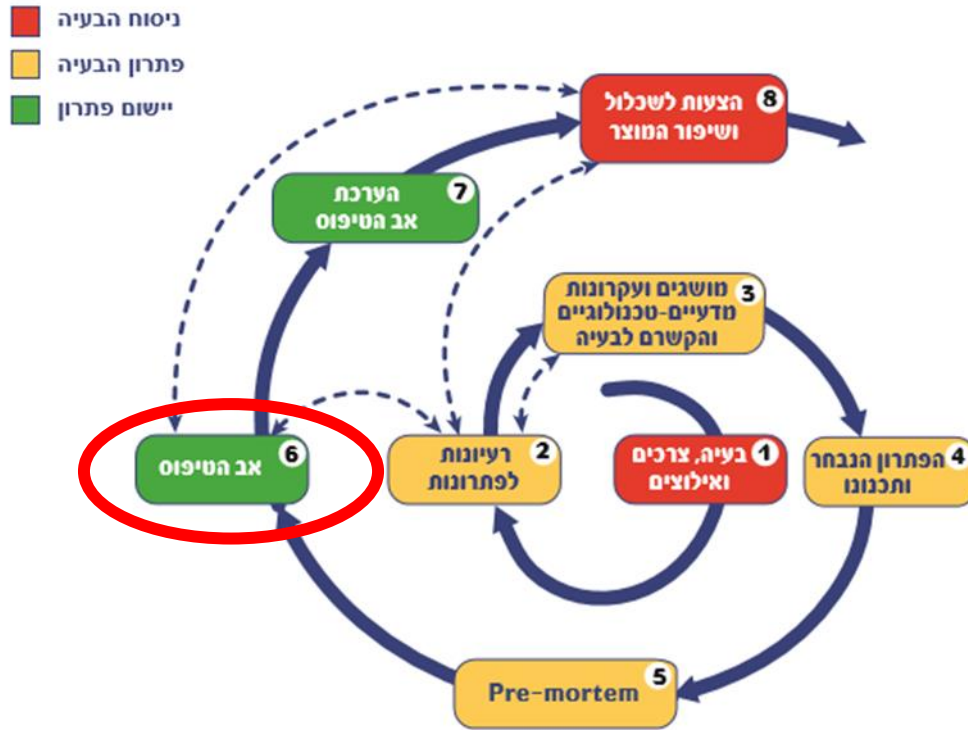 ניסוח הבעיה
פתרון הבעיה
יישום פתרון
1
בעיה, צרכים
ואילוצים
2
רעיונות
לפתרונות
3
מושגים ועקרונות
מדעיים-טכנולוגיים
והקשרם לבעיה
4
הפתרון הנבחר
ותכנונו
5
Pre-mortem
6
אב הטיפוס
7
הערכת
אב הטיפוס
8
הצעות לשכלול
ושיפור המוצר